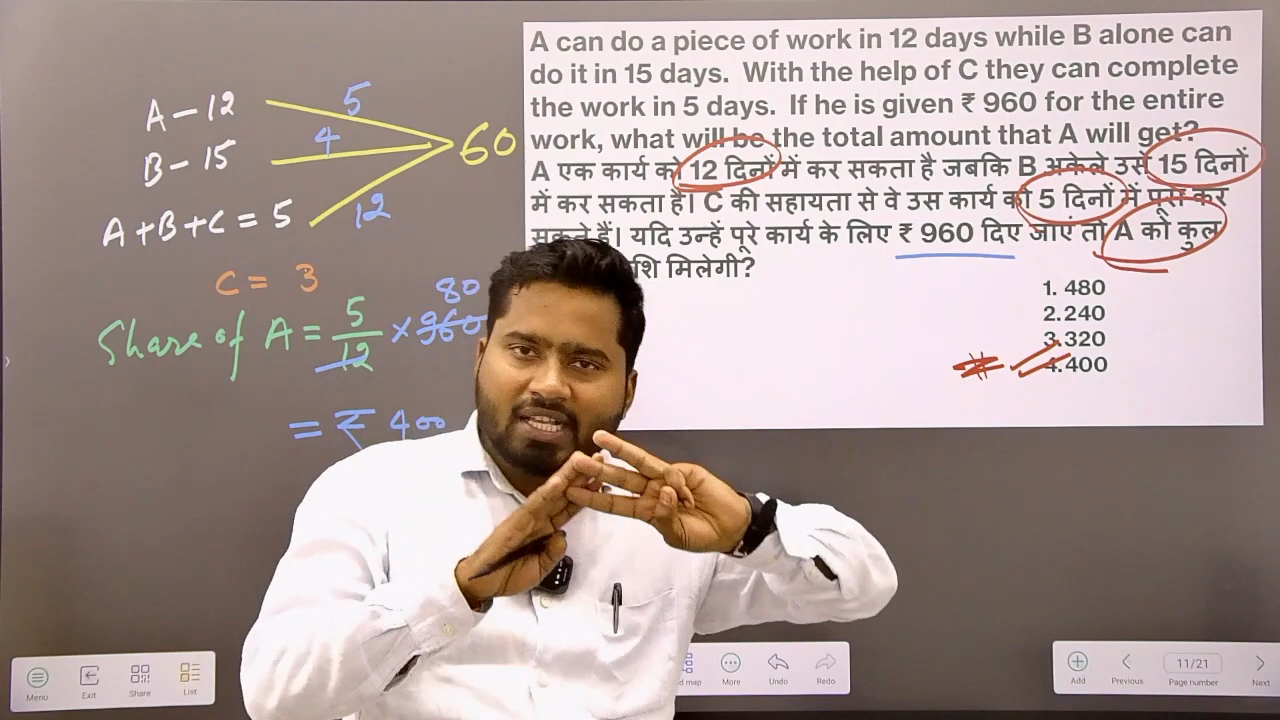 A can do a piece of work in 12 days while B alone can
do it in 15 days. With the help of C they can complete
the work in 5 days. If he is given ₹ 960 for the entire
work, what will be the total amount that A will get?
A एक कार्य को 12 दिनों में कर सकता है जबकि B अकेले उसे 15 दिनों
में कर सकता है। C की सहायता से वे उस कार्य को 5 दिनों में पूरा कर
सकते हैं। यदि उन्हें पूरे कार्य के लिए ₹ 960 दिए जाएं तो A को कुल
मिलेगी?
1. 480
2.240
3.320
4.400
A - 12
5
B - 15
4
60
A+B+C = 5
12
C = 3
80
Share of A = 5/12 × 960
= ₹ 400
Menu
Exit
Share
List
More
Undo
Redo
Add
Previous
11/21
Page number
Next